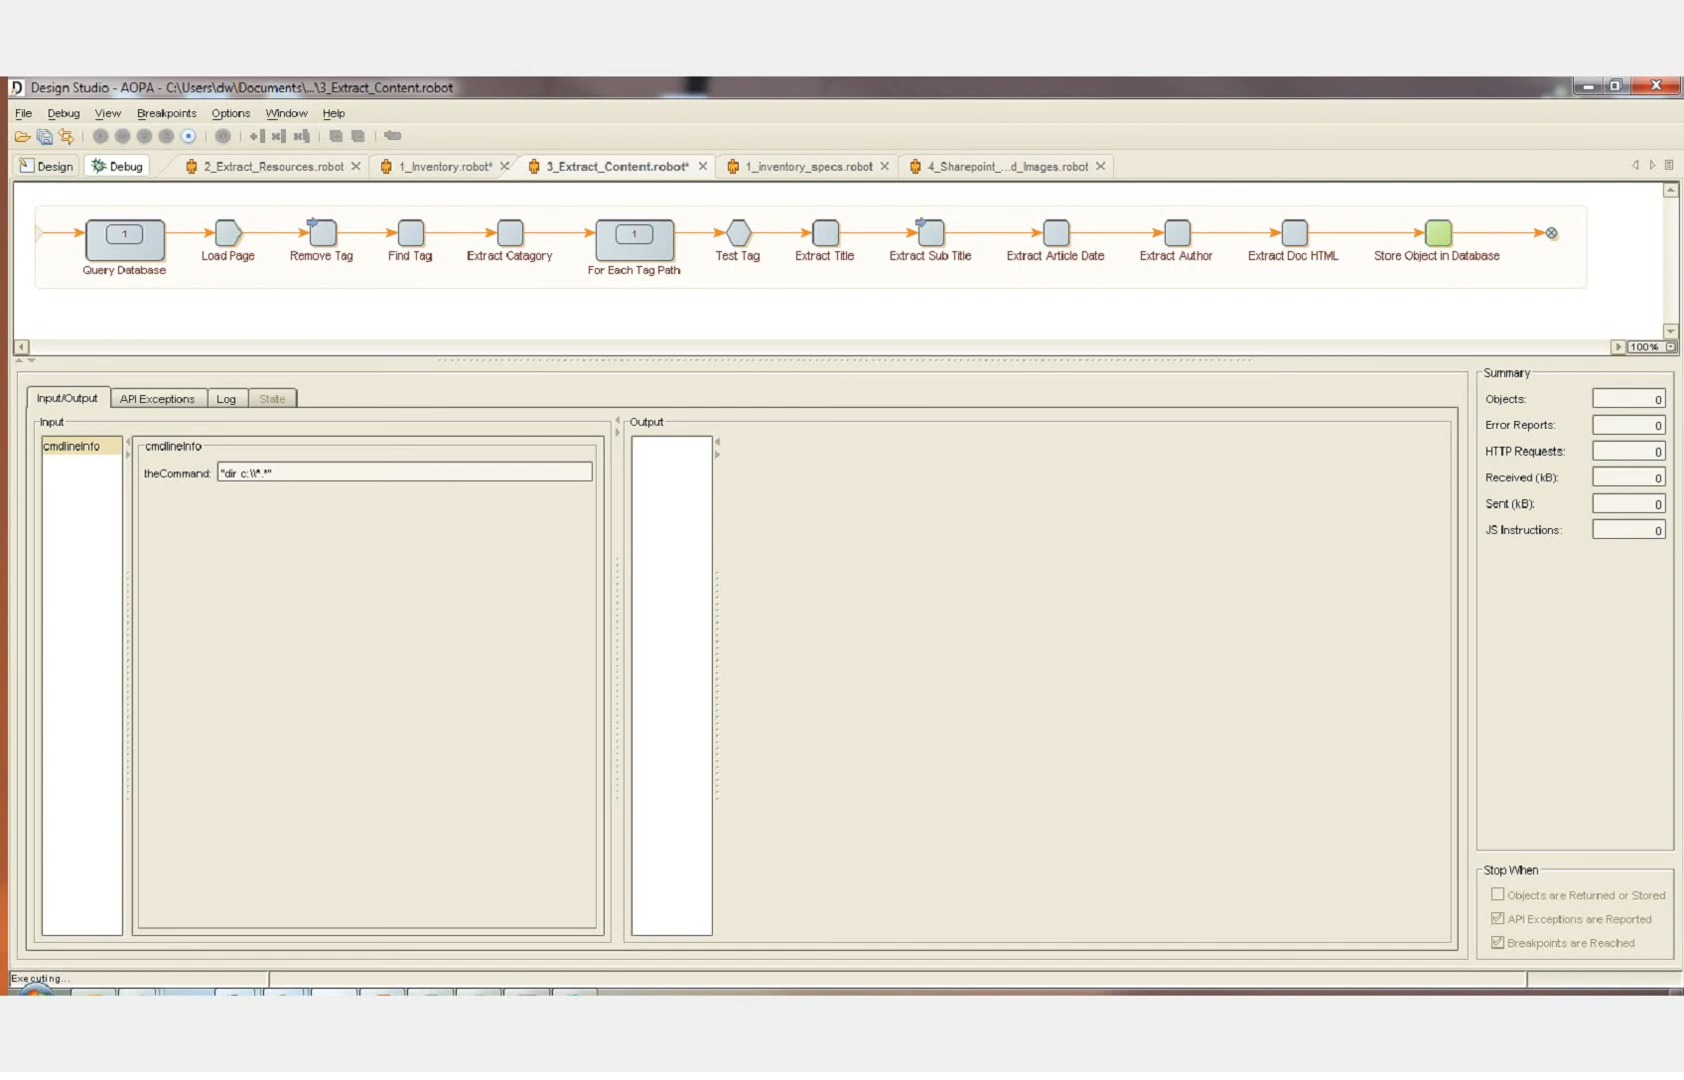 Design Studio - AOPA - C:\Users\dw\Documents\...\3_Extract_Content.robot
File Debug View Breakpoints Options Window Help
Design Debug 2_Extract_Resources.robot 1_Inventory.robot* 3_Extract_Content.robot* 1_inventory_specs.robot 4_Sharepoint_...d_Images.robot
1 1
Query Database Load Page Remove Tag Find Tag Extract Catagory For Each Tag Path Test Tag Extract Title Extract Sub Title Extract Article Date Extract Author Extract Doc HTML Store Object in Database
100%
Input/Output API Exceptions Log State
Input
cmdlineInfo
cmdlineInfo
theCommand: "dir c:\\*.*"
Output
Summary
Objects: 0
Error Reports: 0
HTTP Requests: 0
Received (kB): 0
Sent (kB): 0
JS Instructions: 0
Stop When
Objects are Returned or Stored
API Exceptions are Reported
Breakpoints are Reached
Executing...